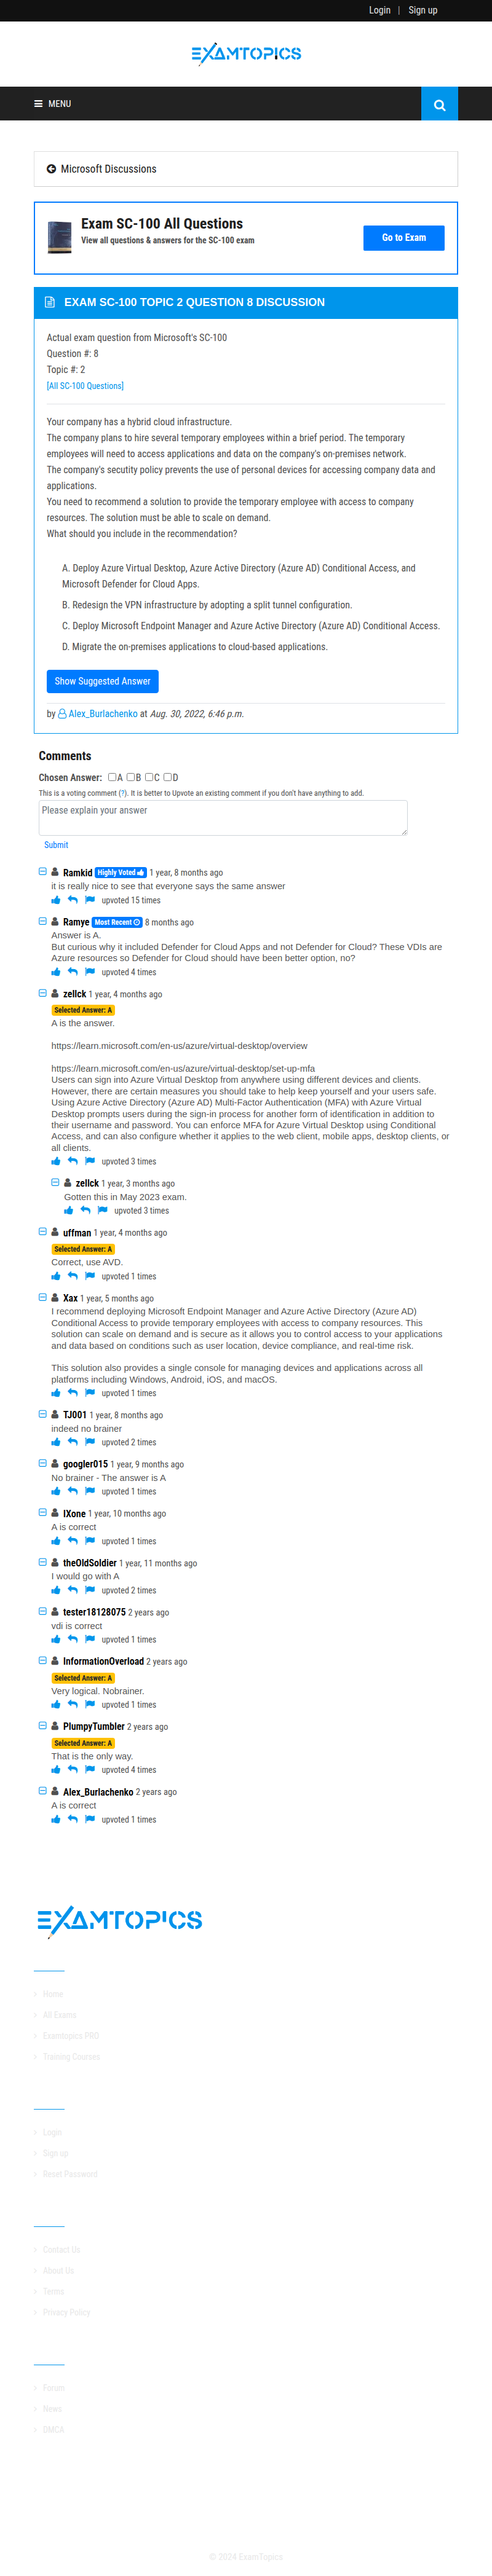 Login | Sign up
EXAMTOPICS
MENU
Microsoft Discussions
Exam SC-100 All Questions
View all questions & answers for the SC-100 exam
Go to Exam
EXAM SC-100 TOPIC 2 QUESTION 8 DISCUSSION
Actual exam question from Microsoft's SC-100
Question #: 8
Topic #: 2
[All SC-100 Questions]
Your company has a hybrid cloud infrastructure.
The company plans to hire several temporary employees within a brief period. The temporary
employees will need to access applications and data on the company's on-premises network.
The company's secutity policy prevents the use of personal devices for accessing company data and
applications.
You need to recommend a solution to provide the temporary employee with access to company
resources. The solution must be able to scale on demand.
What should you include in the recommendation?
A. Deploy Azure Virtual Desktop, Azure Active Directory (Azure AD) Conditional Access, and
Microsoft Defender for Cloud Apps.
B. Redesign the VPN infrastructure by adopting a split tunnel configuration.
C. Deploy Microsoft Endpoint Manager and Azure Active Directory (Azure AD) Conditional Access.
D. Migrate the on-premises applications to cloud-based applications.
Show Suggested Answer
by Alex_Burlachenko at Aug. 30, 2022, 6:46 p.m.
Comments
Chosen Answer: A B C D
This is a voting comment (?). It is better to Upvote an existing comment if you don't have anything to add.
Please explain your answer
Submit
Ramkid Highly Voted 1 year, 8 months ago
it is really nice to see that everyone says the same answer
upvoted 15 times
Ramye Most Recent 8 months ago
Answer is A.
But curious why it included Defender for Cloud Apps and not Defender for Cloud? These VDIs are
Azure resources so Defender for Cloud should have been better option, no?
upvoted 4 times
zellck 1 year, 4 months ago
Selected Answer: A
A is the answer.
https://learn.microsoft.com/en-us/azure/virtual-desktop/overview
https://learn.microsoft.com/en-us/azure/virtual-desktop/set-up-mfa
Users can sign into Azure Virtual Desktop from anywhere using different devices and clients.
However, there are certain measures you should take to help keep yourself and your users safe.
Using Azure Active Directory (Azure AD) Multi-Factor Authentication (MFA) with Azure Virtual
Desktop prompts users during the sign-in process for another form of identification in addition to
their username and password. You can enforce MFA for Azure Virtual Desktop using Conditional
Access, and can also configure whether it applies to the web client, mobile apps, desktop clients, or
all clients.
upvoted 3 times
zellck 1 year, 3 months ago
Gotten this in May 2023 exam.
upvoted 3 times
uffman 1 year, 4 months ago
Selected Answer: A
Correct, use AVD.
upvoted 1 times
Xax 1 year, 5 months ago
I recommend deploying Microsoft Endpoint Manager and Azure Active Directory (Azure AD)
Conditional Access to provide temporary employees with access to company resources. This
solution can scale on demand and is secure as it allows you to control access to your applications
and data based on conditions such as user location, device compliance, and real-time risk.
This solution also provides a single console for managing devices and applications across all
platforms including Windows, Android, iOS, and macOS.
upvoted 1 times
TJ001 1 year, 8 months ago
indeed no brainer
upvoted 2 times
googler015 1 year, 9 months ago
No brainer - The answer is A
upvoted 1 times
IXone 1 year, 10 months ago
A is correct
upvoted 1 times
theOldSoldier 1 year, 11 months ago
I would go with A
upvoted 2 times
tester18128075 2 years ago
vdi is correct
upvoted 1 times
InformationOverload 2 years ago
Selected Answer: A
Very logical. Nobrainer.
upvoted 1 times
PlumpyTumbler 2 years ago
Selected Answer: A
That is the only way.
upvoted 4 times
Alex_Burlachenko 2 years ago
A is correct
upvoted 1 times
EXAMTOPICS
Home
All Exams
Examtopics PRO
Training Courses
Login
Sign up
Reset Password
Contact Us
About Us
Terms
Privacy Policy
Forum
News
DMCA
© 2024 ExamTopics